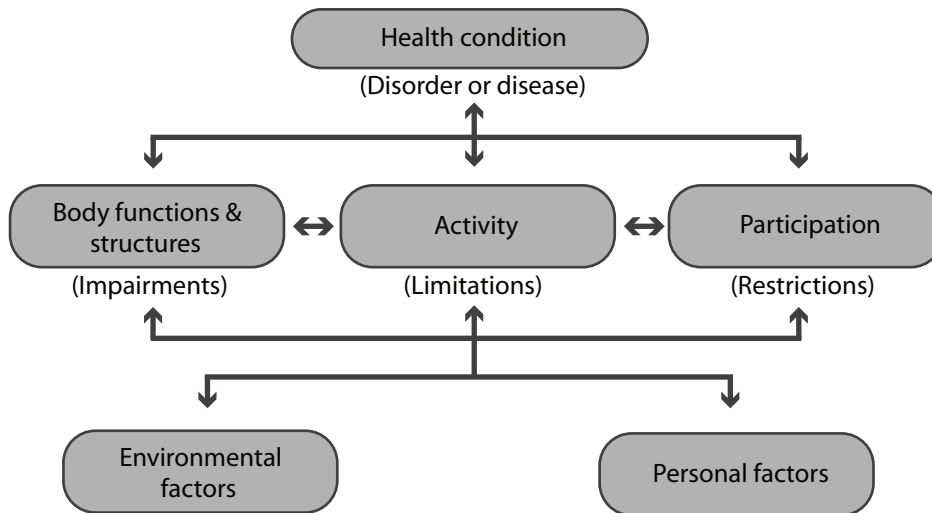 Health condition
(Disorder or disease)
Body functions &
structures
(Impairments)
Activity
(Limitations)
Participation
(Restrictions)
Environmental
factors
Personal factors